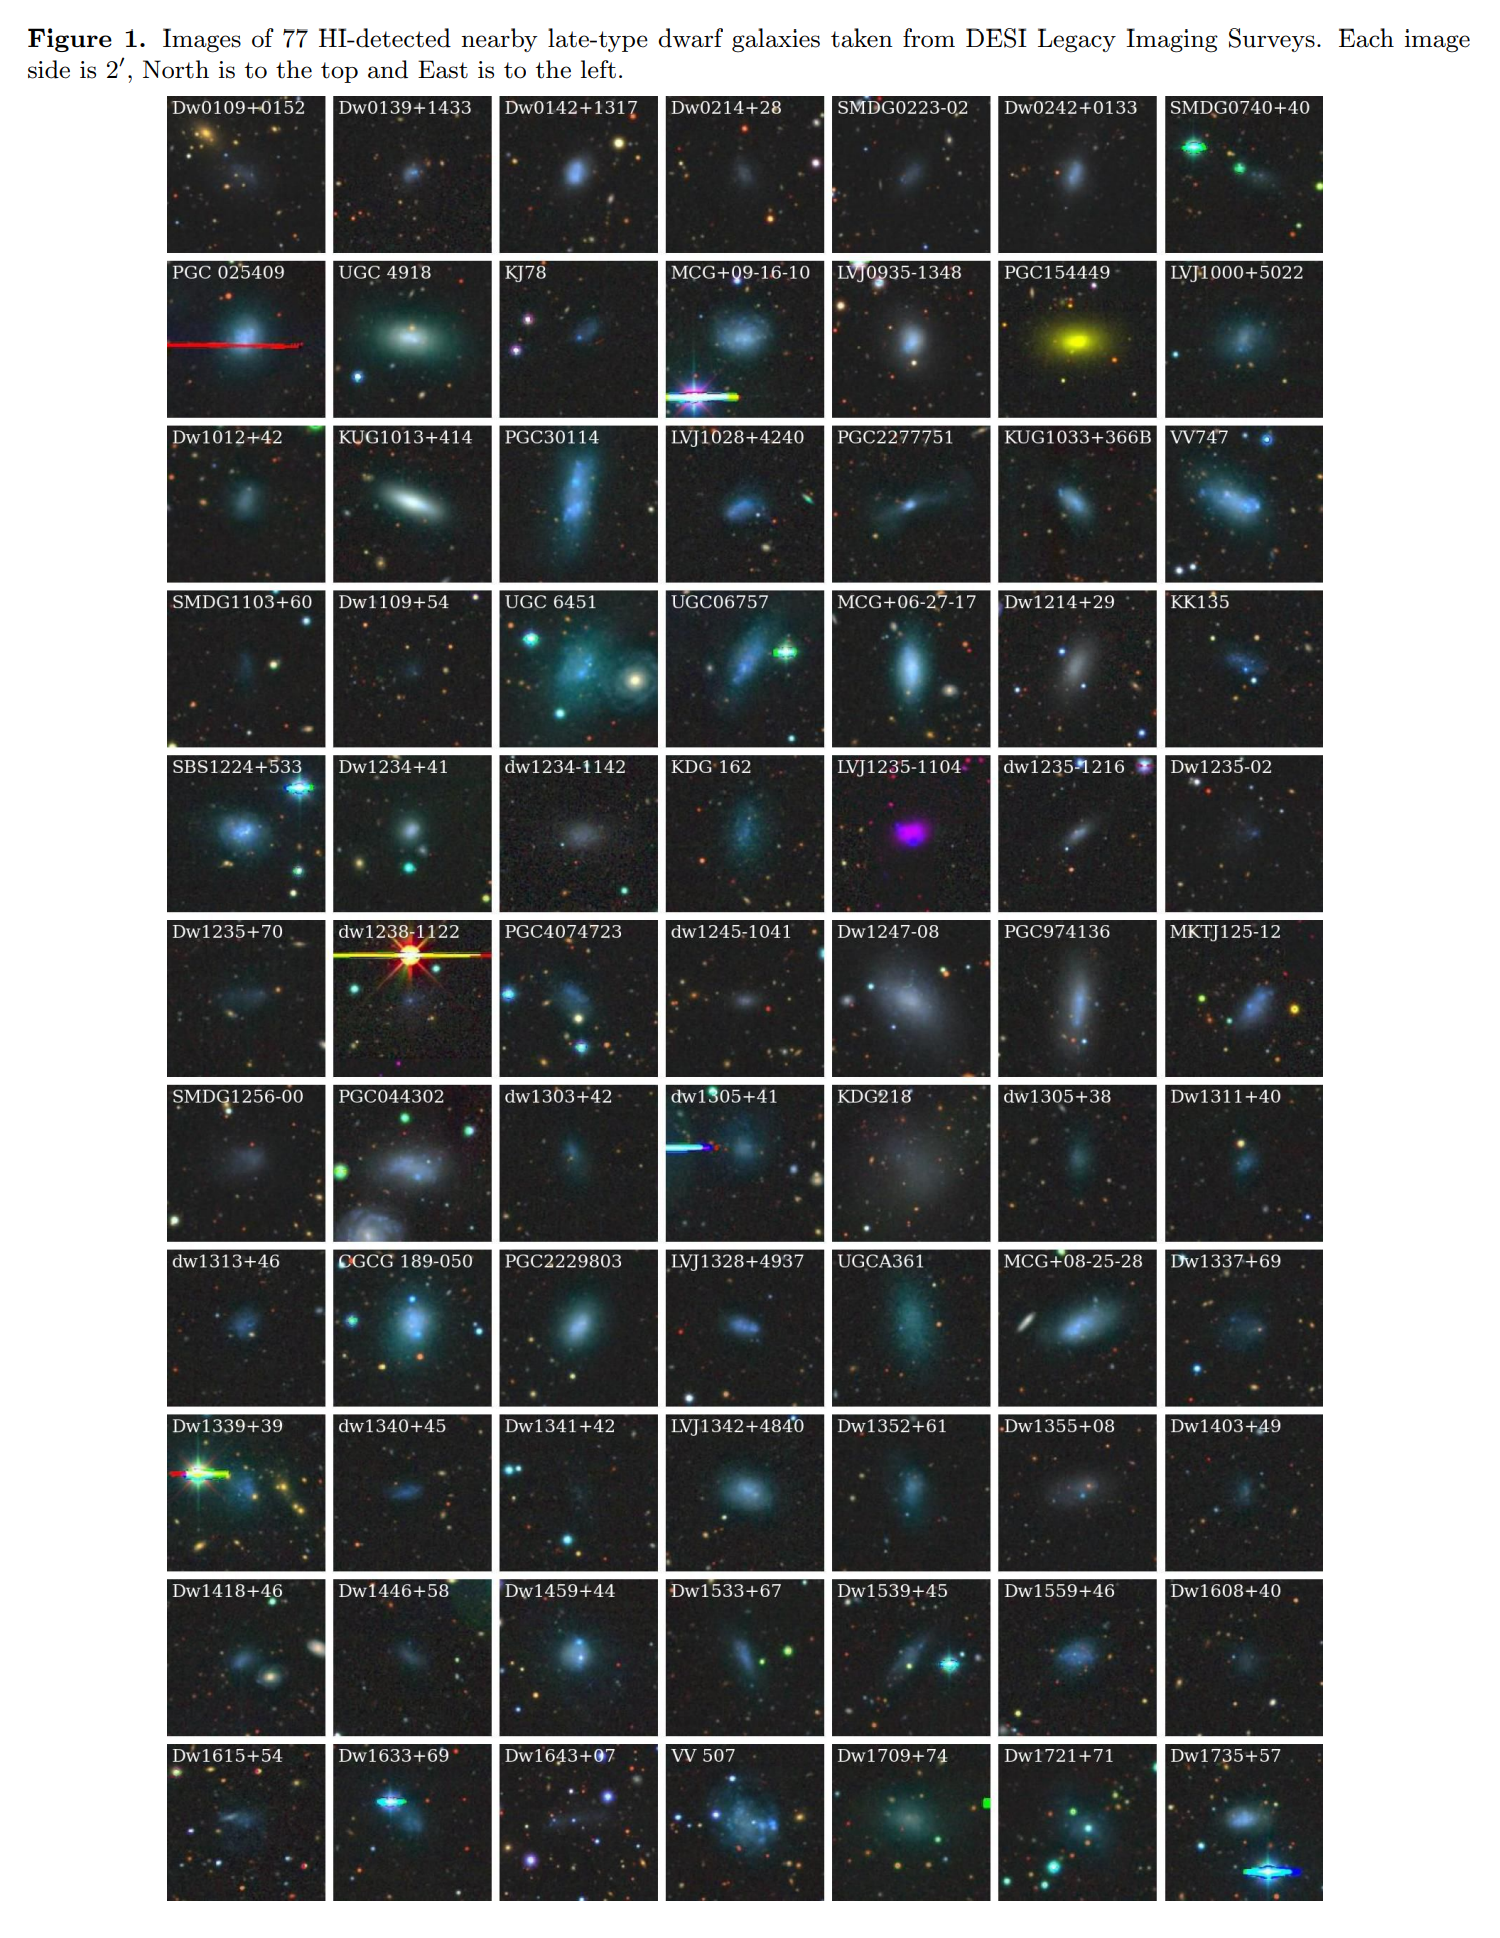 Figure 1. Images of 77 HI-detected nearby late-type dwarf galaxies taken from DESI Legacy Imaging Surveys. Each image
side is 2′, North is to the top and East is to the left.
Dw0109+0152 Dw0139+1433 Dw0142+1317 Dw0214+28 SMDG0223-02 Dw0242+0133 SMDG0740+40
PGC 025409 UGC 4918 KJ78 MCG+09-16-10 LVJ0935-1348 PGC154449 LVJ1000+5022
Dw1012+42 KUG1013+414 PGC30114 LVJ1028+4240 PGC2277751 KUG1033+366B VV747
SMDG1103+60 Dw1109+54 UGC 6451 UGC06757 MCG+06-27-17 Dw1214+29 KK135
SBS1224+533 Dw1234+41 dw1234-1142 KDG 162 LVJ1235-1104 dw1235-1216 Dw1235-02
Dw1235+70 dw1238-1122 PGC4074723 dw1245-1041 Dw1247-08 PGC974136 MKTJ125-12
SMDG1256-00 PGC044302 dw1303+42 dw1305+41 KDG218 dw1305+38 Dw1311+40
dw1313+46 CGCG 189-050 PGC2229803 LVJ1328+4937 UGCA361 MCG+08-25-28 Dw1337+69
Dw1339+39 dw1340+45 Dw1341+42 LVJ1342+4840 Dw1352+61 Dw1355+08 Dw1403+49
Dw1418+46 Dw1446+58 Dw1459+44 Dw1533+67 Dw1539+45 Dw1559+46 Dw1608+40
Dw1615+54 Dw1633+69 Dw1643+07 VV 507 Dw1709+74 Dw1721+71 Dw1735+57